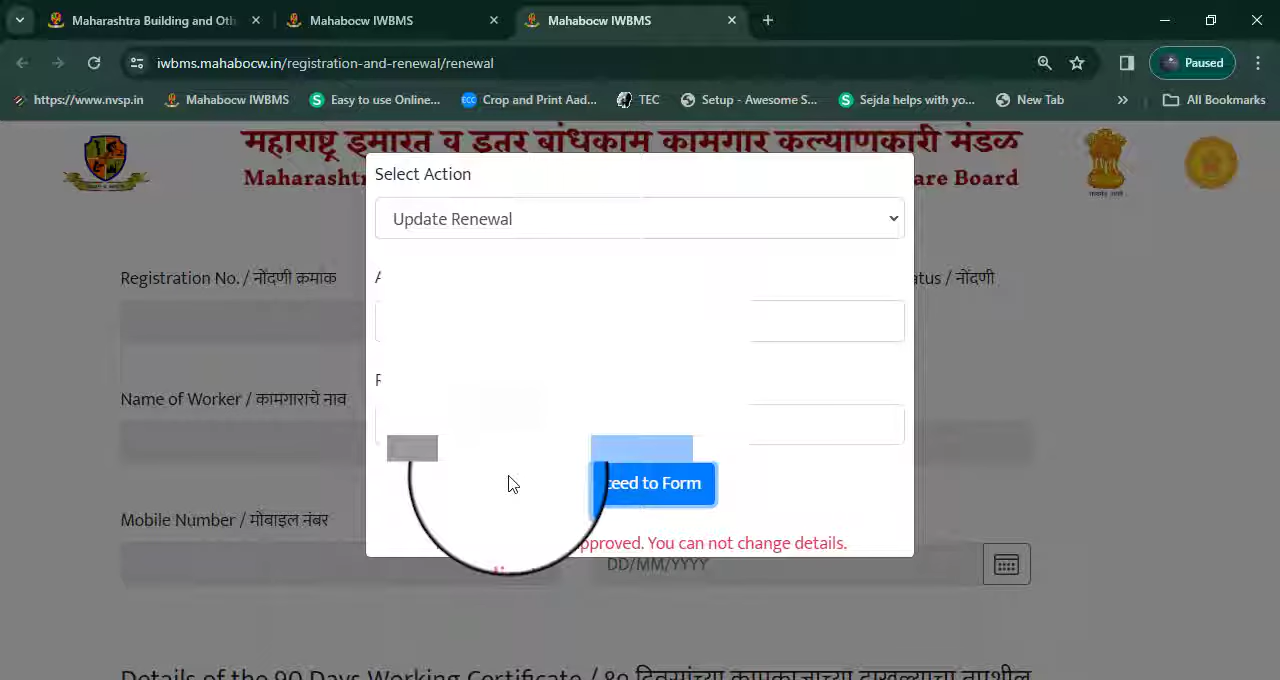 Maharashtra Building and Oth
Mahabocw IWBMS
Mahabocw IWBMS
iwbms.mahabocw.in/registration-and-renewal/renewal
Paused
https://www.nvsp.in
Mahabocw IWBMS
Easy to use Online...
Crop and Print Aad...
TEC
Setup - Awesome S...
Sejda helps with yo...
New Tab
All Bookmarks
महाराष्ट्र इमारत व इतर बांधकाम कामगार कल्याणकारी मंडळ
Maharashtr are Board
Select Action
Update Renewal
Registration No. / नोंदणी क्रमांक
atus / नोंदणी
Name of Worker / कामगाराचे नाव
ceed to Form
Mobile Number / मोबाइल नंबर
pproved. You can not change details.
DD/MM/YYYY
Details of the 90 Days Working Certificate / ९० दिवसांच्या कामकाजाच्या दाखल्याचा तपशील